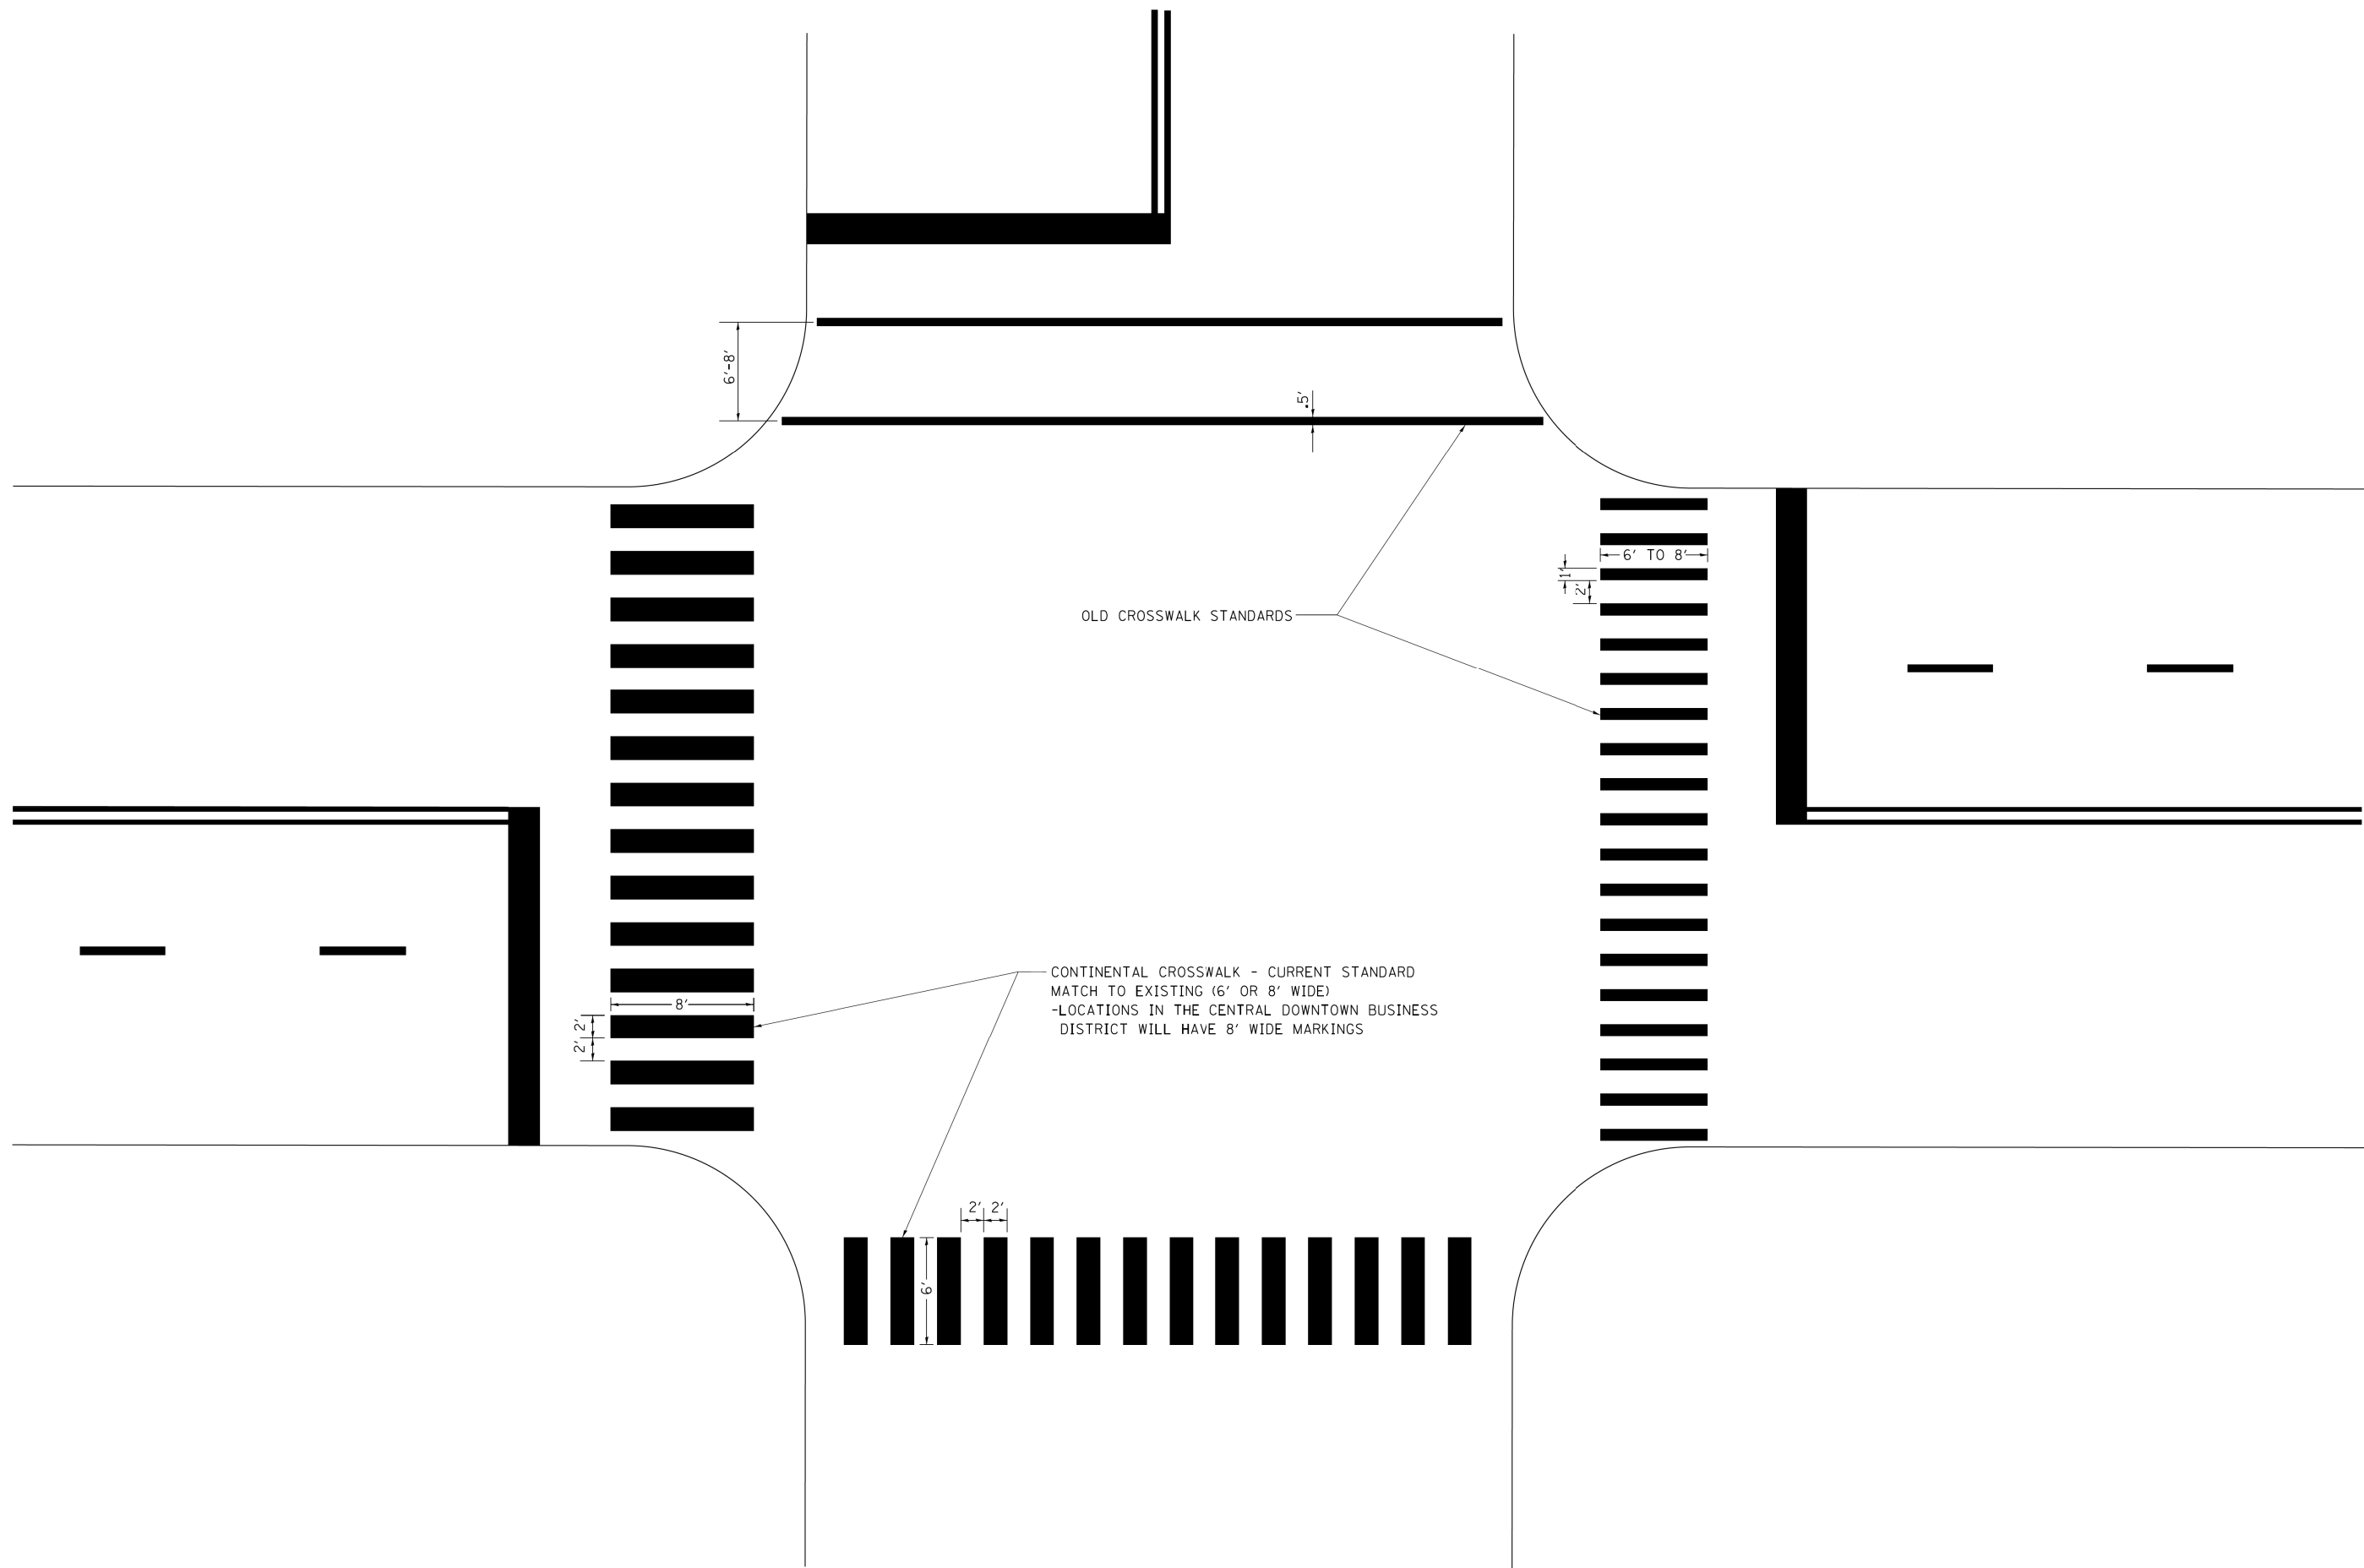 6'-8'
.5'
6' TO 8'
1'
2'
OLD CROSSWALK STANDARDS
CONTINENTAL CROSSWALK - CURRENT STANDARD
MATCH TO EXISTING (6' OR 8' WIDE)
-LOCATIONS IN THE CENTRAL DOWNTOWN BUSINESS
DISTRICT WILL HAVE 8' WIDE MARKINGS
8'
2'
2'
2' 2'
6'